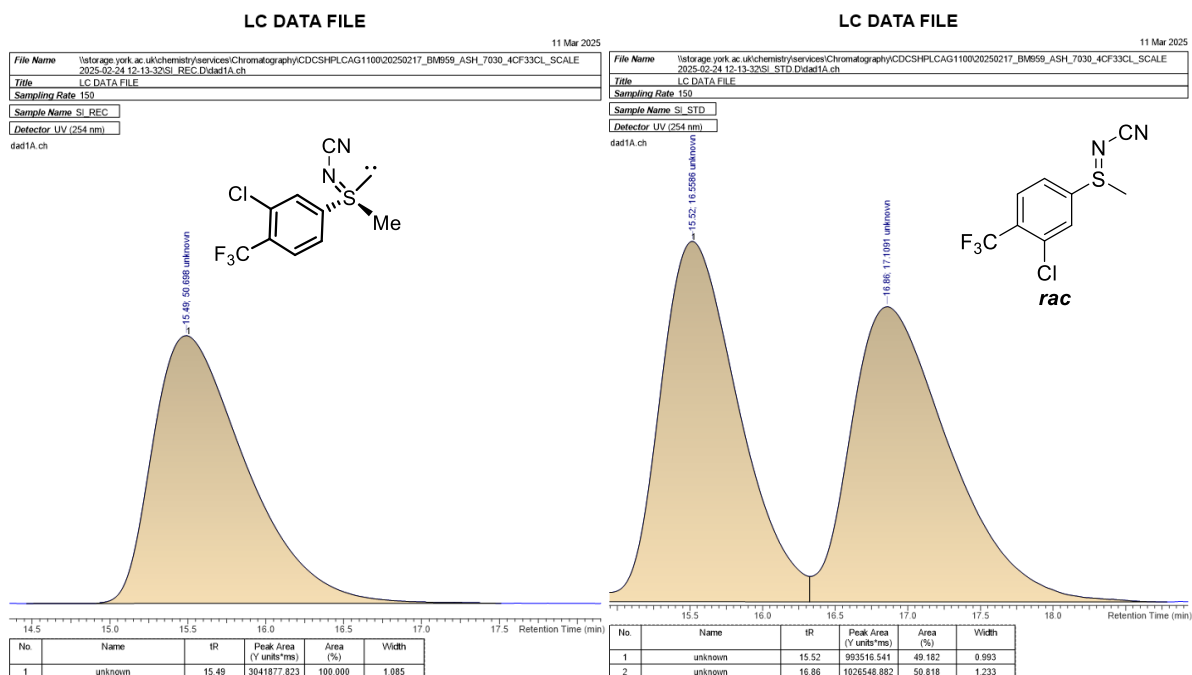 LC DATA FILE
11 Mar 2025
File Name \\storage.york.ac.uk\chemistry\services\Chromatography\CDCSHPLCAG1100\20250217_BM959_ASH_7030_4CF33CL_SCALE
2025-02-24 12-13-32\SI_REC.D\dad1A.ch
Title LC DATA FILE
Sampling Rate 150
Sample Name SI_REC
Detector UV (254 nm)
dad1A.ch
CN
N
Cl
S
Me
F3C
15.49; 50.698 unknown
14.5 15.0 15.5 16.0 16.5 17.0 17.5 Retention Time (min)
No. Name tR Peak Area (Y units*ms) Area (%) Width
1 unknown 15.49 3041877.823 100.000 1.085
LC DATA FILE
11 Mar 2025
File Name \\storage.york.ac.uk\chemistry\services\Chromatography\CDCSHPLCAG1100\20250217_BM959_ASH_7030_4CF33CL_SCALE
2025-02-24 12-13-32\SI_STD.D\dad1A.ch
Title LC DATA FILE
Sampling Rate 150
Sample Name SI_STD
Detector UV (254 nm)
dad1A.ch
15.52; 16.5586 unknown
16.86; 17.1091 unknown
CN
N
S
F3C
Cl
rac
15.5 16.0 16.5 17.0 17.5 18.0 Retention Time (min)
No. Name tR Peak Area (Y units*ms) Area (%) Width
1 unknown 15.52 993516.541 49.182 0.993
2 unknown 16.86 1026548.882 50.818 1.233